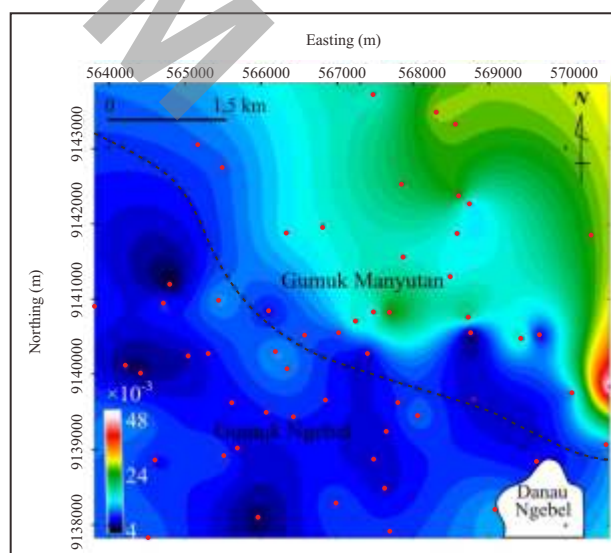 M
Easting (m)
564000 565000 566000 567000 568000 569000 570000
0 1,5 km
N
Northing (m)
9143000
9142000
9141000
9140000
9139000
9138000
Gumuk Manyutan
Gumuk Ngebel
×10⁻³
48
24
4
Danau
Ngebel